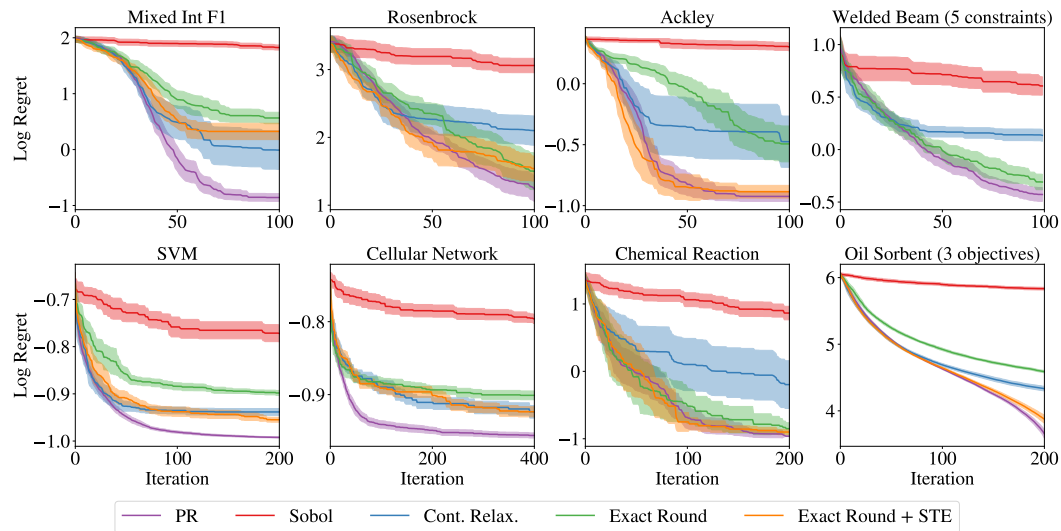 Mixed Int F1
Rosenbrock
Ackley
Welded Beam (5 constraints)
Log Regret
2
1
0
−1
0
50
100
3
2
1
0
50
100
0.0
−0.5
−1.0
0
50
100
1.0
0.5
0.0
−0.5
0
50
100
SVM
Cellular Network
Chemical Reaction
Oil Sorbent (3 objectives)
Log Regret
−0.7
−0.8
−0.9
−1.0
0
100
200
Iteration
−0.8
−0.9
0
200
400
Iteration
1
0
−1
0
100
200
Iteration
6
5
4
0
100
200
Iteration
PR
Sobol
Cont. Relax.
Exact Round
Exact Round + STE